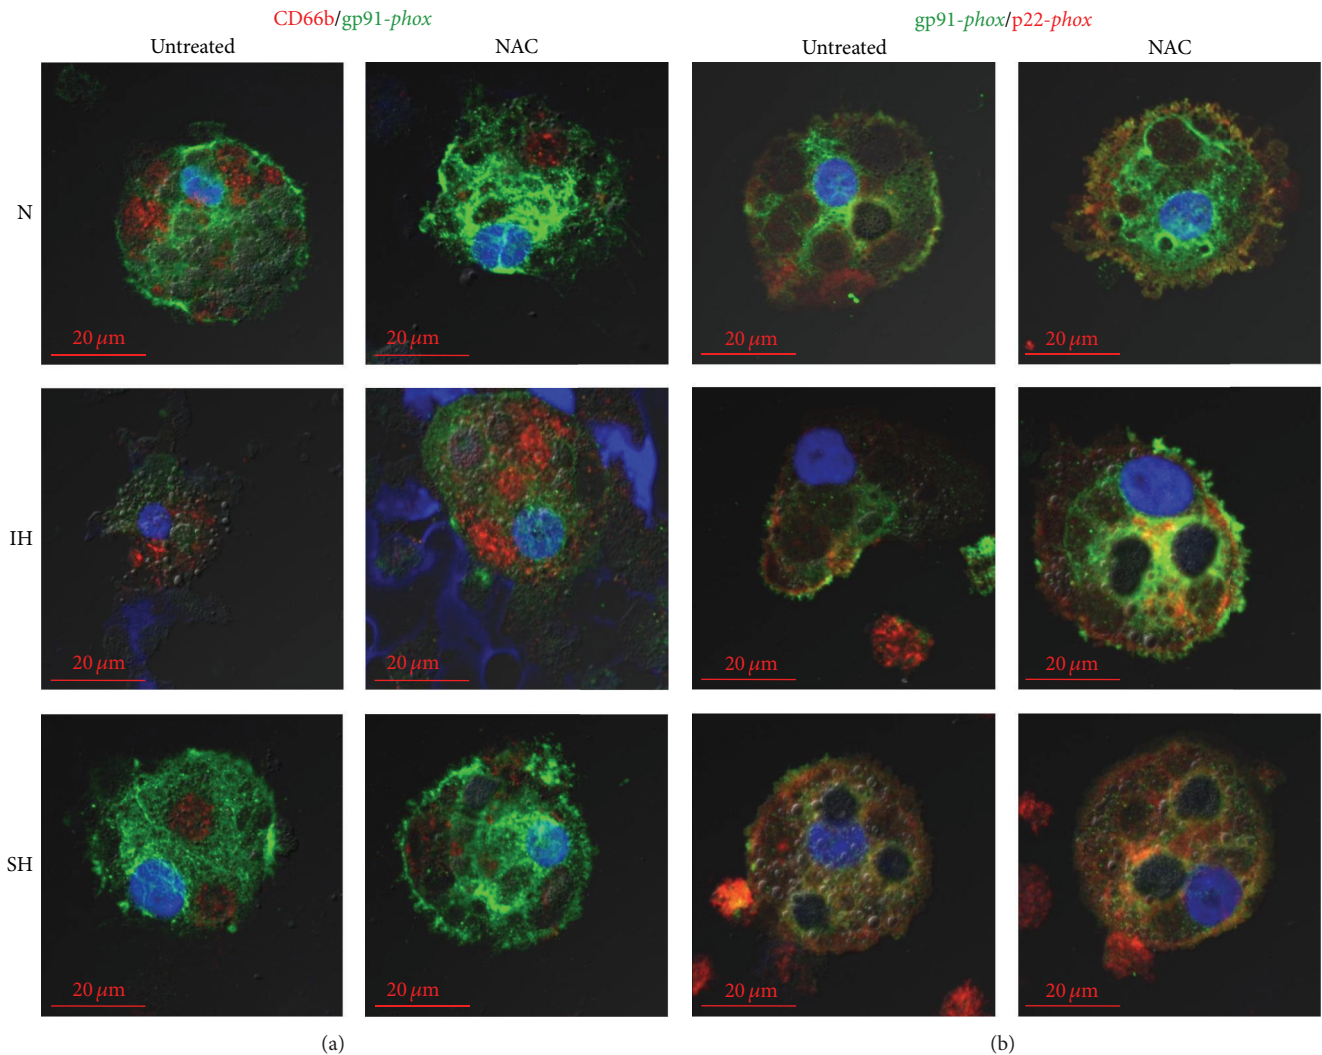 CD66b/gp91-phox gp91-phox/p22-phox
Untreated NAC Untreated NAC
N
20 μm 20 μm 20 μm 20 μm
IH
20 μm 20 μm 20 μm 20 μm
SH
20 μm 20 μm 20 μm 20 μm
(a) (b)